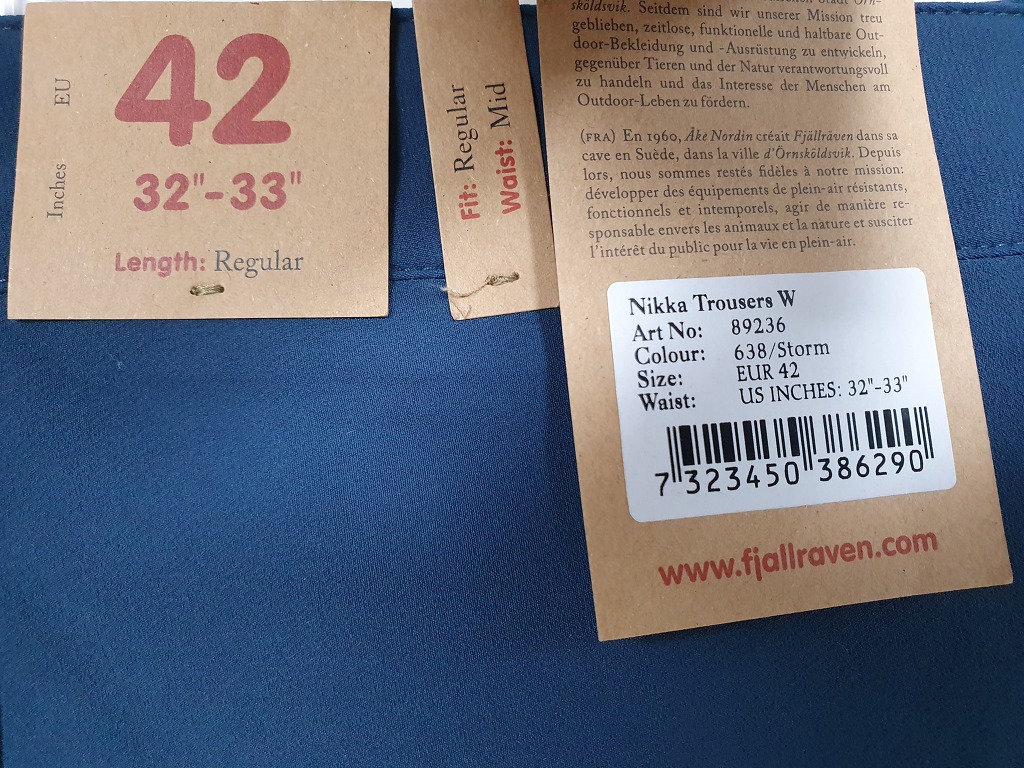 EU
42
Inches
32"-33"
Length: Regular
Fit: Regular
Waist: Mid
sköldsvik. Seitdem sind wir unserer Mission treu
geblieben, zeitlose, funktionelle und haltbare Out-
door-Bekleidung und -Ausrüstung zu entwickeln,
gegenüber Tieren und der Natur verantwortungsvoll
zu handeln und das Interesse der Menschen am
Outdoor-Leben zu fördern.
(FRA) En 1960, Åke Nordin créait Fjällräven dans sa
cave en Suède, dans la ville d'Örnsköldsvik. Depuis
lors, nous sommes restés fidèles à notre mission:
développer des équipements de plein-air résistants,
fonctionnels et intemporels, agir de manière re-
sponsable envers les animaux et la nature et susciter
l'intérêt du public pour la vie en plein-air.
Nikka Trousers W
Art No: 89236
Colour: 638/Storm
Size: EUR 42
Waist: US INCHES: 32"-33"
7 323450 386290
www.fjallraven.com